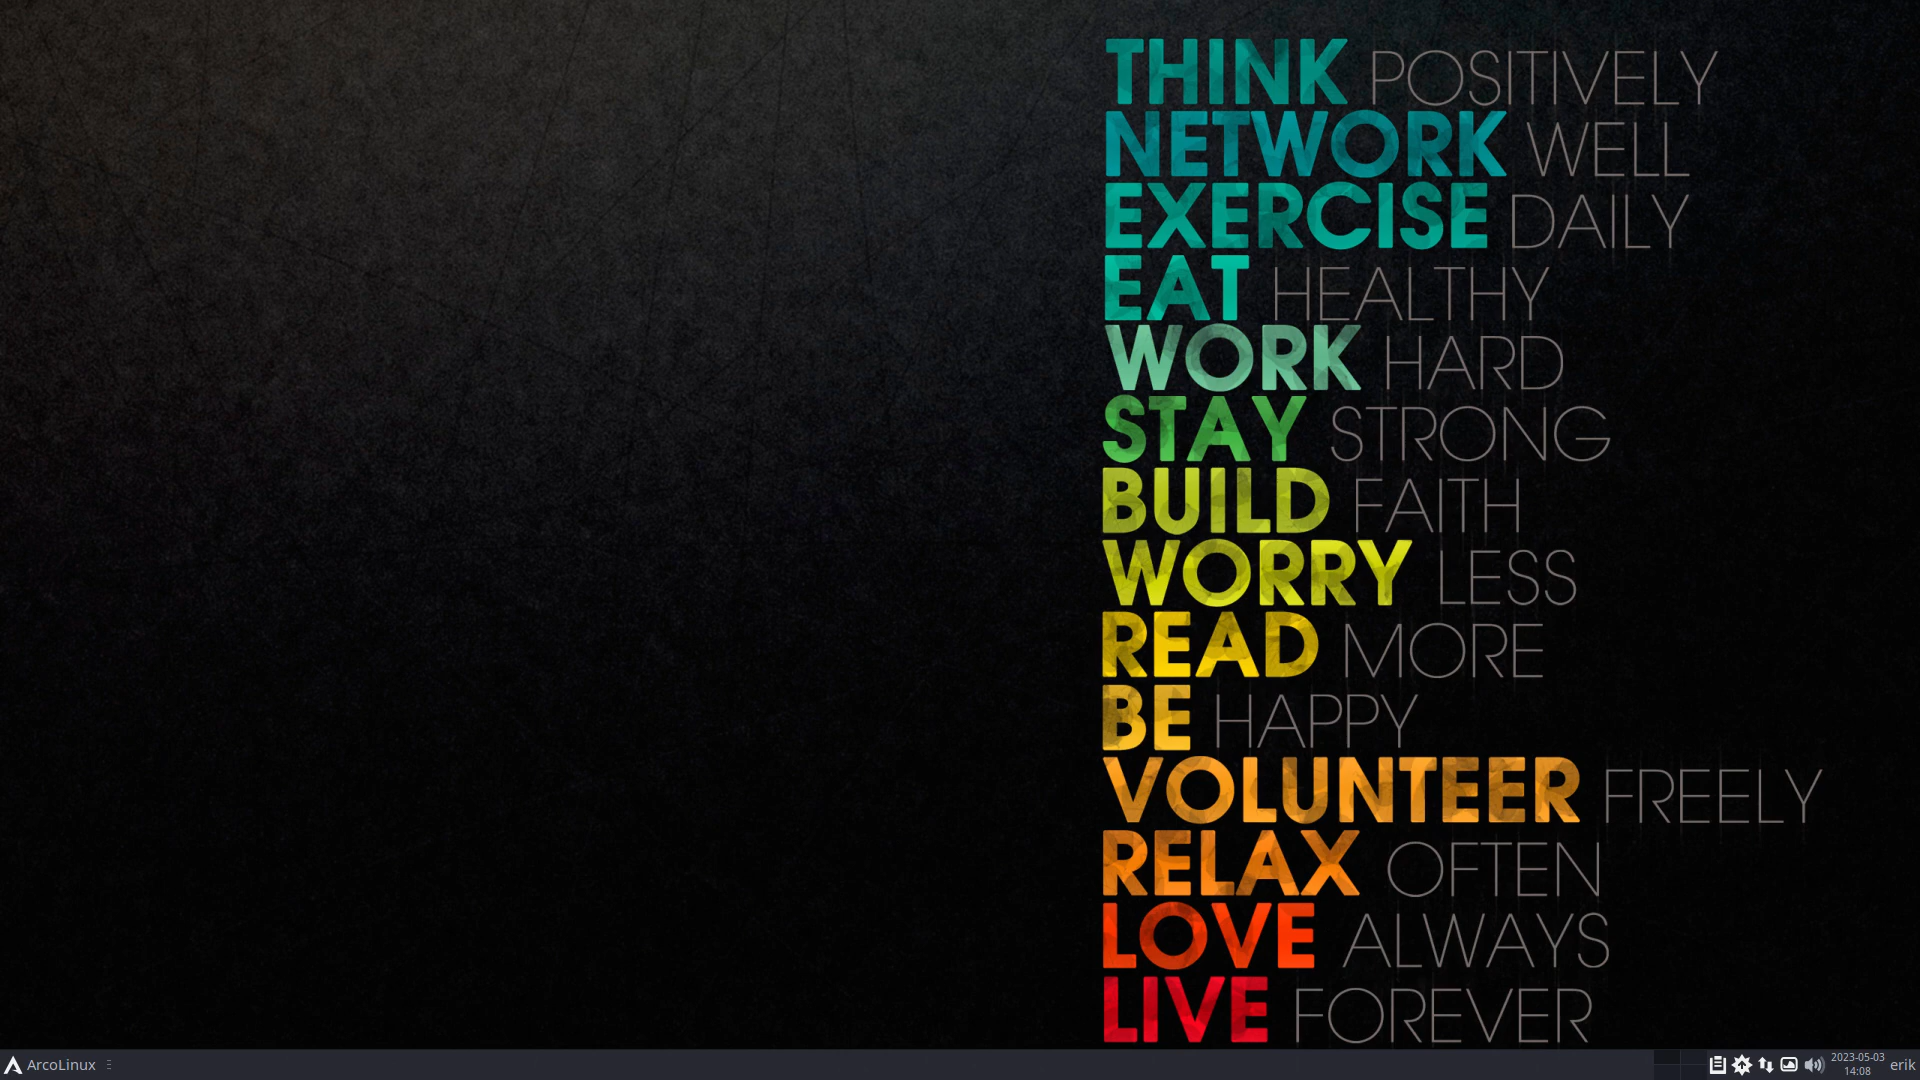 THINK POSITIVELY
NETWORK WELL
EXERCISE DAILY
EAT HEALTHY
WORK HARD
STAY STRONG
BUILD FAITH
WORRY LESS
READ MORE
BE HAPPY
VOLUNTEER FREELY
RELAX OFTEN
LOVE ALWAYS
LIVE FOREVER
ArcoLinux
2023-05-03
14:08
erik